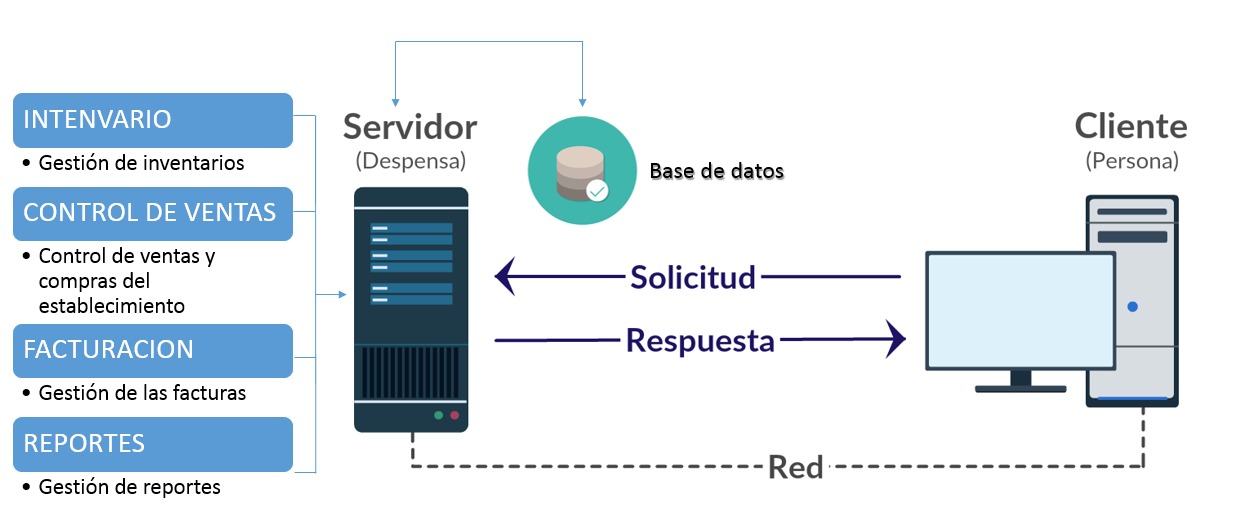 INTENVARIO
• Gestión de inventarios
CONTROL DE VENTAS
• Control de ventas y
compras del
establecimiento
FACTURACION
• Gestión de las facturas
REPORTES
• Gestión de reportes
Servidor
(Despensa)
Base de datos
Cliente
(Persona)
Solicitud
Respuesta
Red